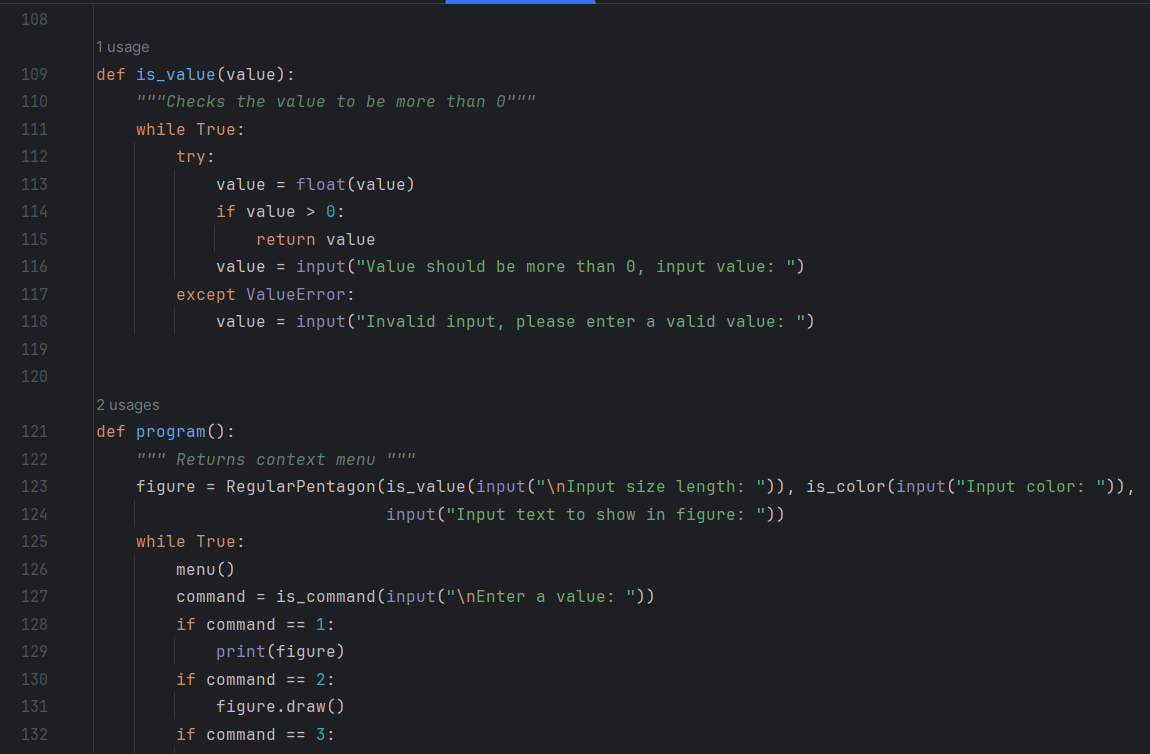 108
1 usage
109 def is_value(value):
110     """Checks the value to be more than 0"""
111     while True:
112         try:
113             value = float(value)
114             if value > 0:
115                 return value
116             value = input("Value should be more than 0, input value: ")
117         except ValueError:
118             value = input("Invalid input, please enter a valid value: ")
119
120
2 usages
121 def program():
122     """ Returns context menu """
123     figure = RegularPentagon(is_value(input("\nInput size length: ")), is_color(input("Input color: ")),
124                              input("Input text to show in figure: "))
125     while True:
126         menu()
127         command = is_command(input("\nEnter a value: "))
128         if command == 1:
129             print(figure)
130         if command == 2:
131             figure.draw()
132         if command == 3: